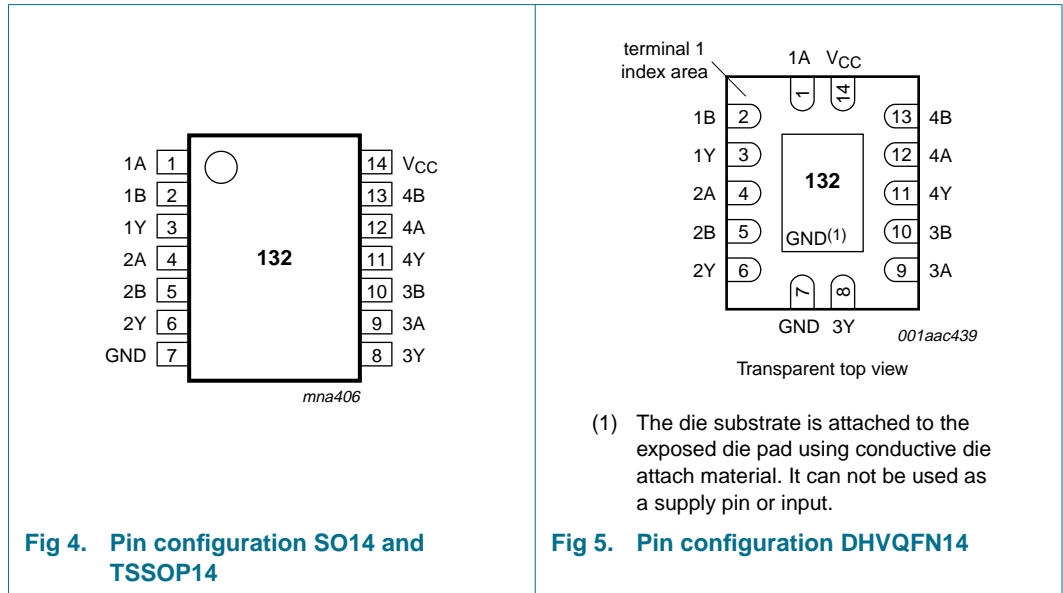 1A 1 14 VCC
1B 2 13 4B
1Y 3 12 4A
2A 4 132 11 4Y
2B 5 10 3B
2Y 6 9 3A
GND 7 8 3Y
mna406
Fig 4. Pin configuration SO14 and
TSSOP14
terminal 1
index area
1A VCC
1 14
1B 2 13 4B
1Y 3 12 4A
132
2A 4 11 4Y
2B 5 GND(1) 10 3B
2Y 6 9 3A
7 8
GND 3Y
001aac439
Transparent top view
(1) The die substrate is attached to the
exposed die pad using conductive die
attach material. It can not be used as
a supply pin or input.
Fig 5. Pin configuration DHVQFN14